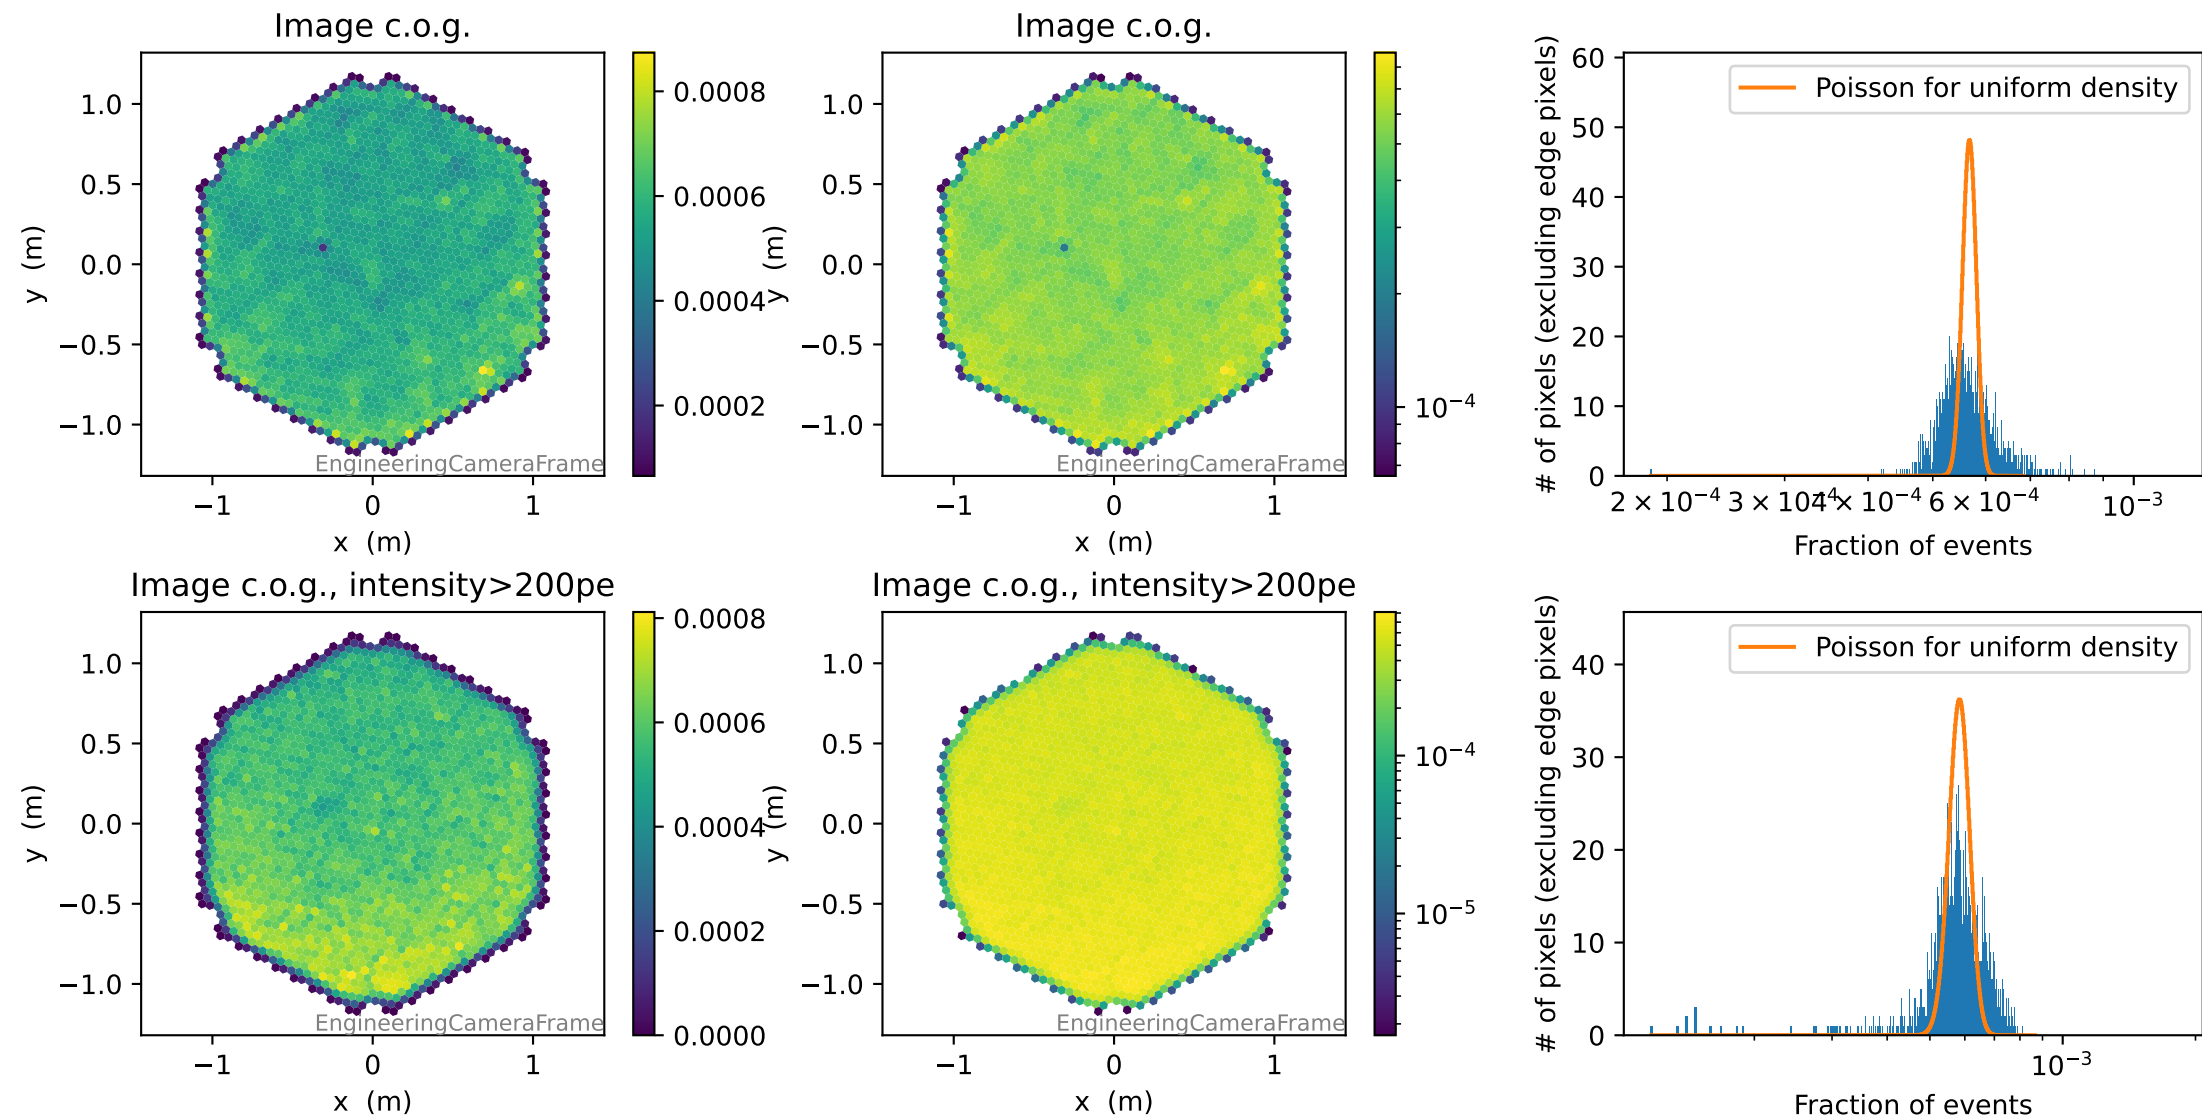 Image c.o.g.
1.0
0.5
0.0
−0.5
−1.0
y (m)
−1
0
1
x (m)
EngineeringCameraFrame
0.0008
0.0006
0.0004
0.0002
Image c.o.g.
1.0
0.5
0.0
−0.5
−1.0
y (m)
−1
0
1
x (m)
EngineeringCameraFrame
10⁻⁴
60
50
40
30
20
10
0
# of pixels (excluding edge pixels)
Poisson for uniform density
2 × 10⁻⁴
3 × 10⁻⁴
4 × 10⁻⁴
6 × 10⁻⁴
10⁻³
Fraction of events
Image c.o.g., intensity>200pe
1.0
0.5
0.0
−0.5
−1.0
y (m)
−1
0
1
x (m)
EngineeringCameraFrame
0.0008
0.0006
0.0004
0.0002
0.0000
Image c.o.g., intensity>200pe
1.0
0.5
0.0
−0.5
−1.0
y (m)
−1
0
1
x (m)
EngineeringCameraFrame
10⁻⁴
10⁻⁵
40
30
20
10
0
# of pixels (excluding edge pixels)
Poisson for uniform density
10⁻³
Fraction of events